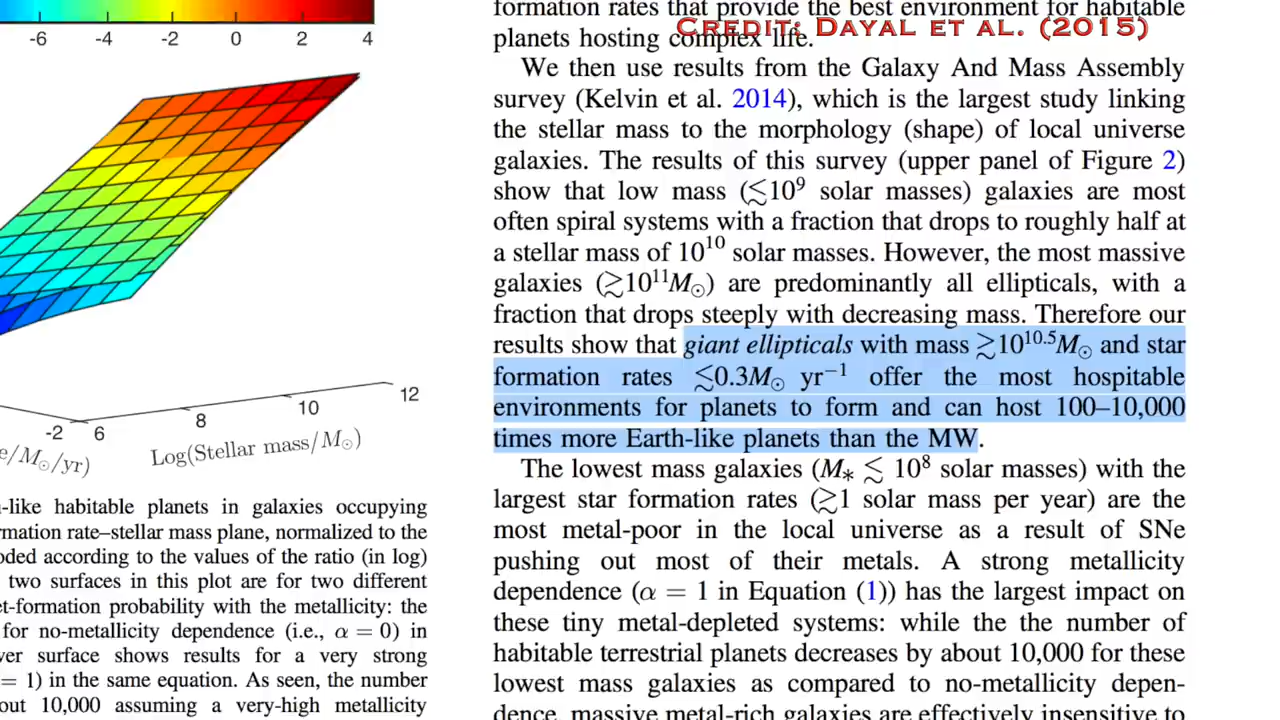 -6 -4 -2 0 2 4
-2 6 8 10 12
e/M⊙/yr)
Log(Stellar mass/M⊙)
-like habitable planets in galaxies occupying
rmation rate–stellar mass plane, normalized to the
oded according to the values of the ratio (in log)
two surfaces in this plot are for two different
et-formation probability with the metallicity: the
for no-metallicity dependence (i.e., α = 0) in
ver surface shows results for a very strong
= 1) in the same equation. As seen, the number
out 10,000 assuming a very-high metallicity
formation rates that provide the best environment for habitable
Credit: Dayal et al. (2015)
planets hosting complex life.
We then use results from the Galaxy And Mass Assembly
survey (Kelvin et al. 2014), which is the largest study linking
the stellar mass to the morphology (shape) of local universe
galaxies. The results of this survey (upper panel of Figure 2)
show that low mass (≲10⁹ solar masses) galaxies are most
often spiral systems with a fraction that drops to roughly half at
a stellar mass of 10¹⁰ solar masses. However, the most massive
galaxies (≳10¹¹M⊙) are predominantly all ellipticals, with a
fraction that drops steeply with decreasing mass. Therefore our
results show that giant ellipticals with mass ≳10^10.5 M⊙ and star
formation rates ≲0.3M⊙ yr⁻¹ offer the most hospitable
environments for planets to form and can host 100–10,000
times more Earth-like planets than the MW.
The lowest mass galaxies (M* ≲ 10⁸ solar masses) with the
largest star formation rates (≳1 solar mass per year) are the
most metal-poor in the local universe as a result of SNe
pushing out most of their metals. A strong metallicity
dependence (α = 1 in Equation (1)) has the largest impact on
these tiny metal-depleted systems: while the the number of
habitable terrestrial planets decreases by about 10,000 for these
lowest mass galaxies as compared to no-metallicity depen-
dence, massive metal-rich galaxies are effectively insensitive to